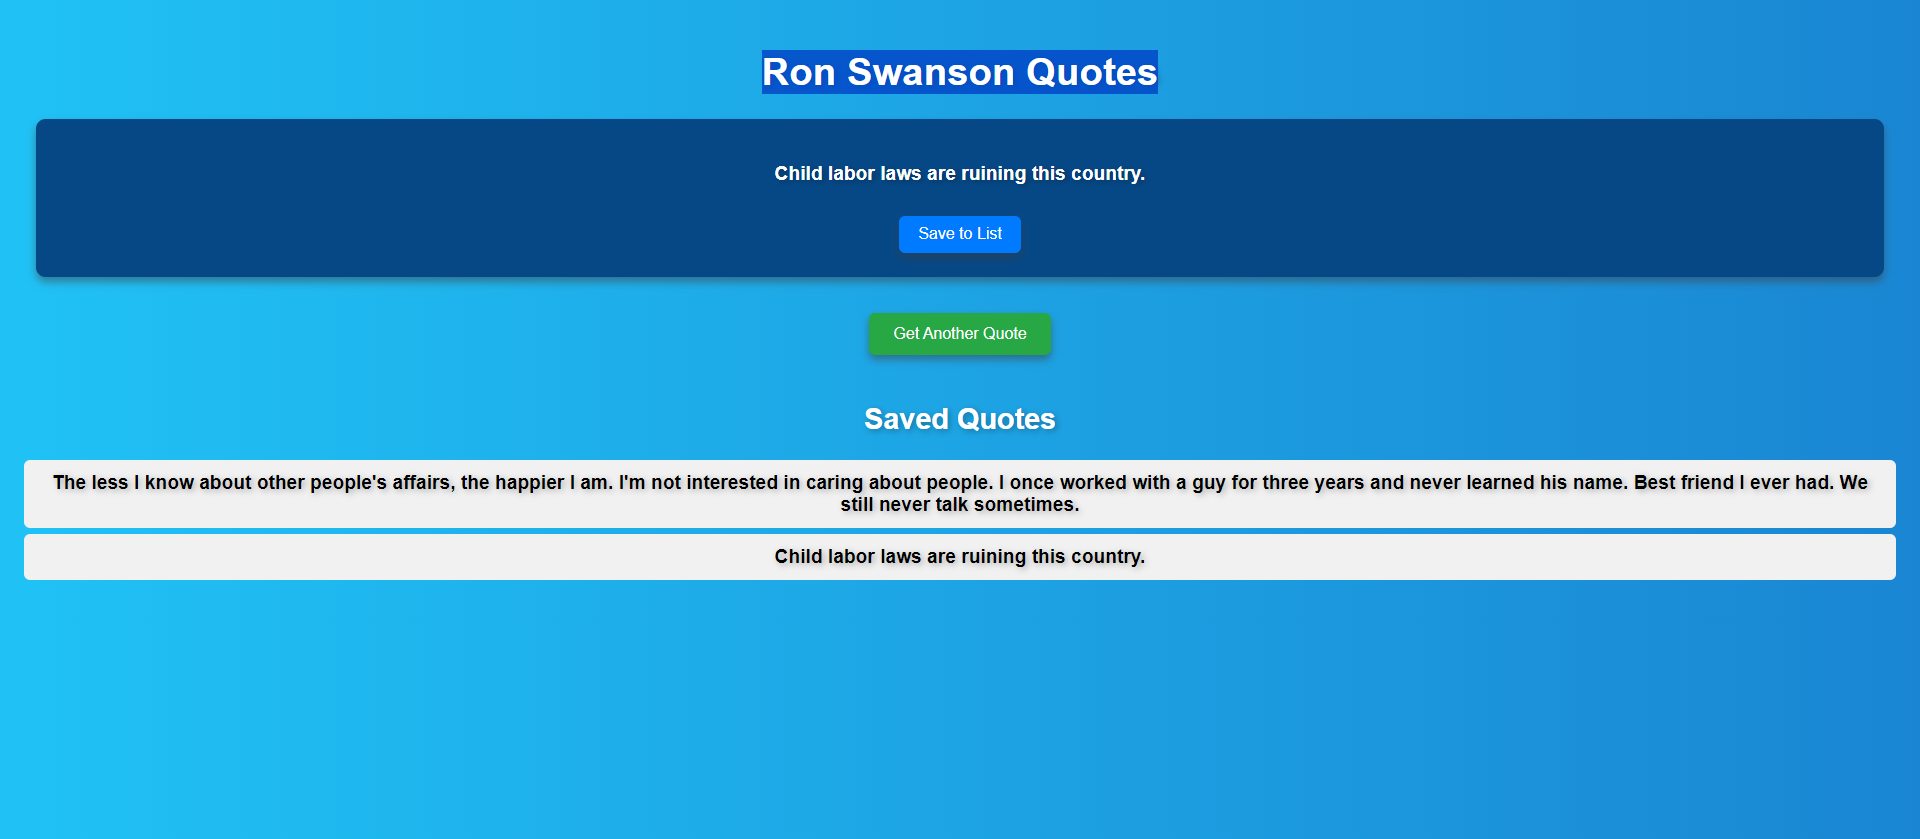 Ron Swanson Quotes
Child labor laws are ruining this country.
Save to List
Get Another Quote
Saved Quotes
The less I know about other people's affairs, the happier I am. I'm not interested in caring about people. I once worked with a guy for three years and never learned his name. Best friend I ever had. We
still never talk sometimes.
Child labor laws are ruining this country.